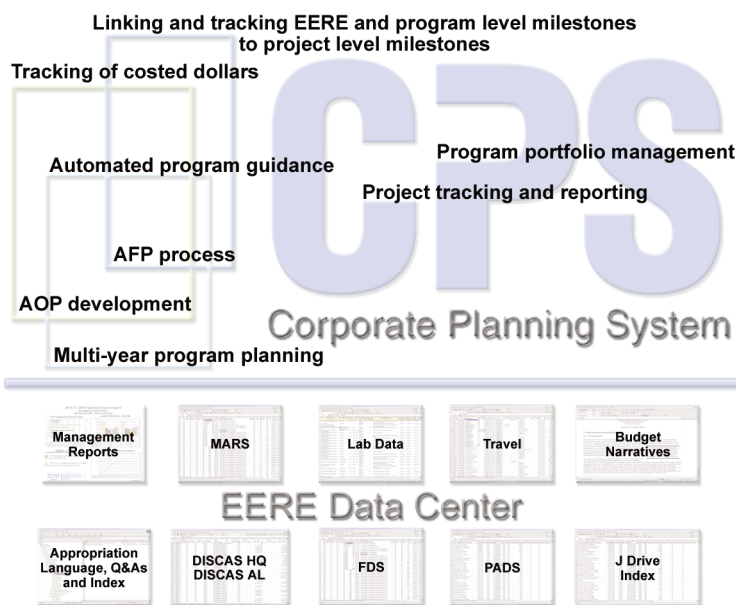 Linking and tracking EERE and program level milestones
to project level milestones
Tracking of costed dollars
CPS
Program portfolio management
Automated program guidance
Project tracking and reporting
AFP process
AOP development
Corporate Planning System
Multi-year program planning
Management
Reports
MARS
Lab Data
Travel
Budget
Narratives
EERE Data Center
Appropriation
Language, Q&As
and Index
DISCAS HQ
DISCAS AL
FDS
PADS
J Drive
Index